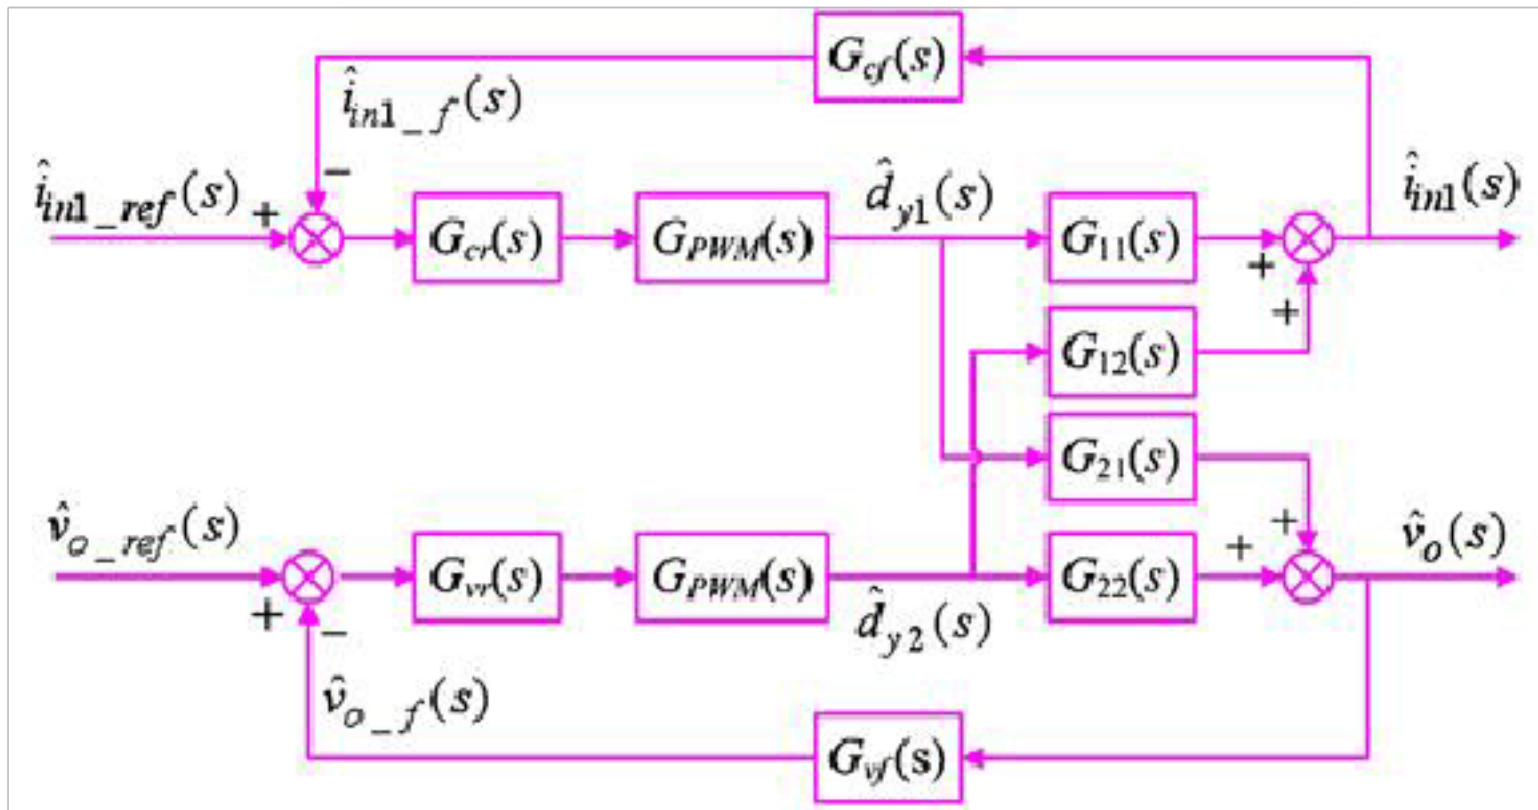 G_cf(s)
î_in1_f(s)
î_in1_ref(s)
+
−
G_cr(s)
G_PWM(s)
d̂_y1(s)
G_11(s)
+
+
î_in1(s)
G_12(s)
G_21(s)
v̂_o_ref(s)
+
−
G_vr(s)
G_PWM(s)
d̂_y2(s)
G_22(s)
+
+
v̂_o(s)
v̂_o_f(s)
G_vf(s)